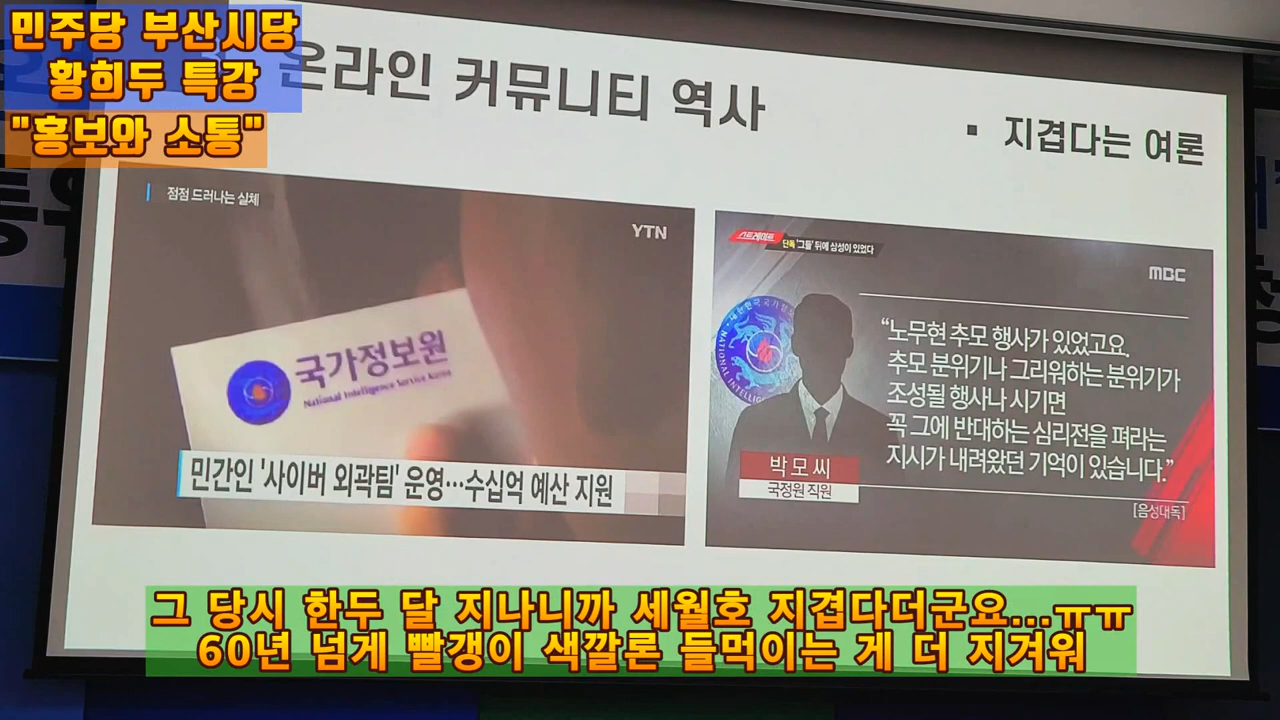 민주당 부산시당
황희두 특강
"홍보와 소통"
온라인 커뮤니티 역사
▪ 지겹다는 여론
점점 드러나는 실체
YTN
국가정보원
National Intelligence Service Korea
민간인 '사이버 외곽팀' 운영…수십억 예산 지원
스트레이트
단독 '그들' 뒤에 삼성이 있었다
MBC
"노무현 추모 행사가 있었고요.
추모 분위기나 그리워하는 분위기가
조성될 행사나 시기면
꼭 그에 반대하는 심리전을 펴라는
지시가 내려왔던 기억이 있습니다."
박 모 씨
국정원 직원
[음성대독]
그 당시 한두 달 지나니까 세월호 지겹다더군요...ㅠㅠ
60년 넘게 빨갱이 색깔론 들먹이는 게 더 지겨워